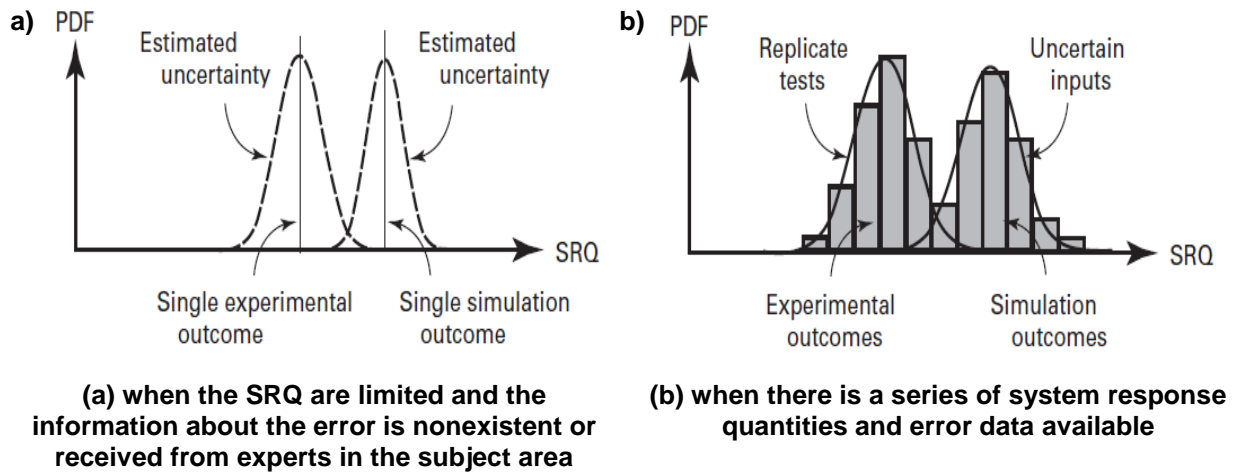 a)
PDF
Estimated
uncertainty
Estimated
uncertainty
SRQ
Single experimental
outcome
Single simulation
outcome
(a) when the SRQ are limited and the
information about the error is nonexistent or
received from experts in the subject area
b)
PDF
Replicate
tests
Uncertain
inputs
SRQ
Experimental
outcomes
Simulation
outcomes
(b) when there is a series of system response
quantities and error data available